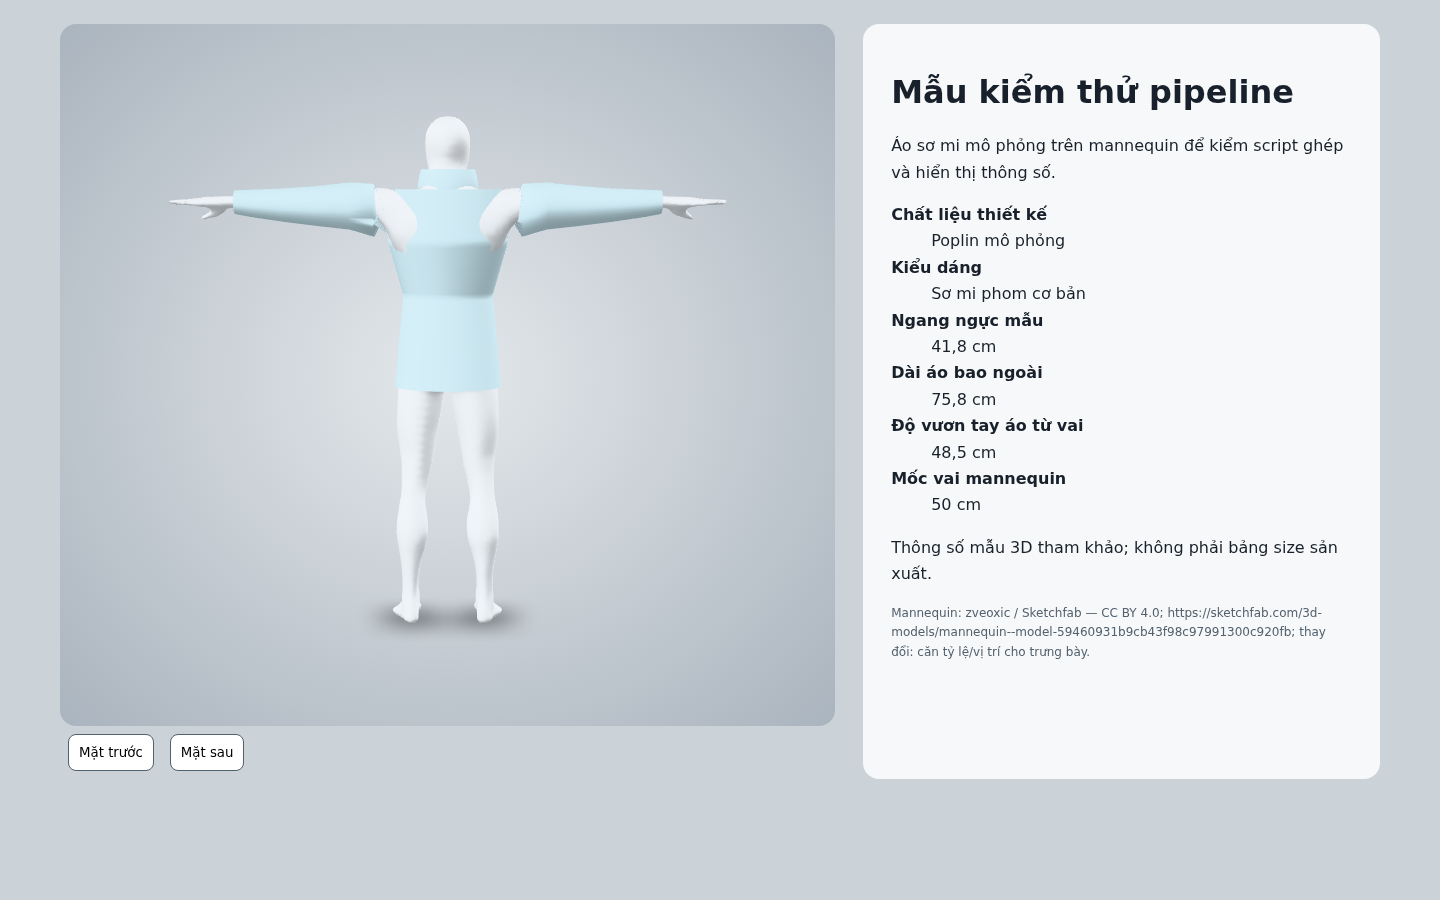 Mẫu kiểm thử pipeline
Áo sơ mi mô phỏng trên mannequin để kiểm script ghép
và hiển thị thông số.
Chất liệu thiết kế
Poplin mô phỏng
Kiểu dáng
Sơ mi phom cơ bản
Ngang ngực mẫu
41,8 cm
Dài áo bao ngoài
75,8 cm
Độ vươn tay áo từ vai
48,5 cm
Mốc vai mannequin
50 cm
Thông số mẫu 3D tham khảo; không phải bảng size sản
xuất.
Mannequin: zveoxic / Sketchfab — CC BY 4.0; https://sketchfab.com/3d-
models/mannequin--model-59460931b9cb43f98c97991300c920fb; thay
đổi: căn tỷ lệ/vị trí cho trưng bày.
Mặt trước
Mặt sau